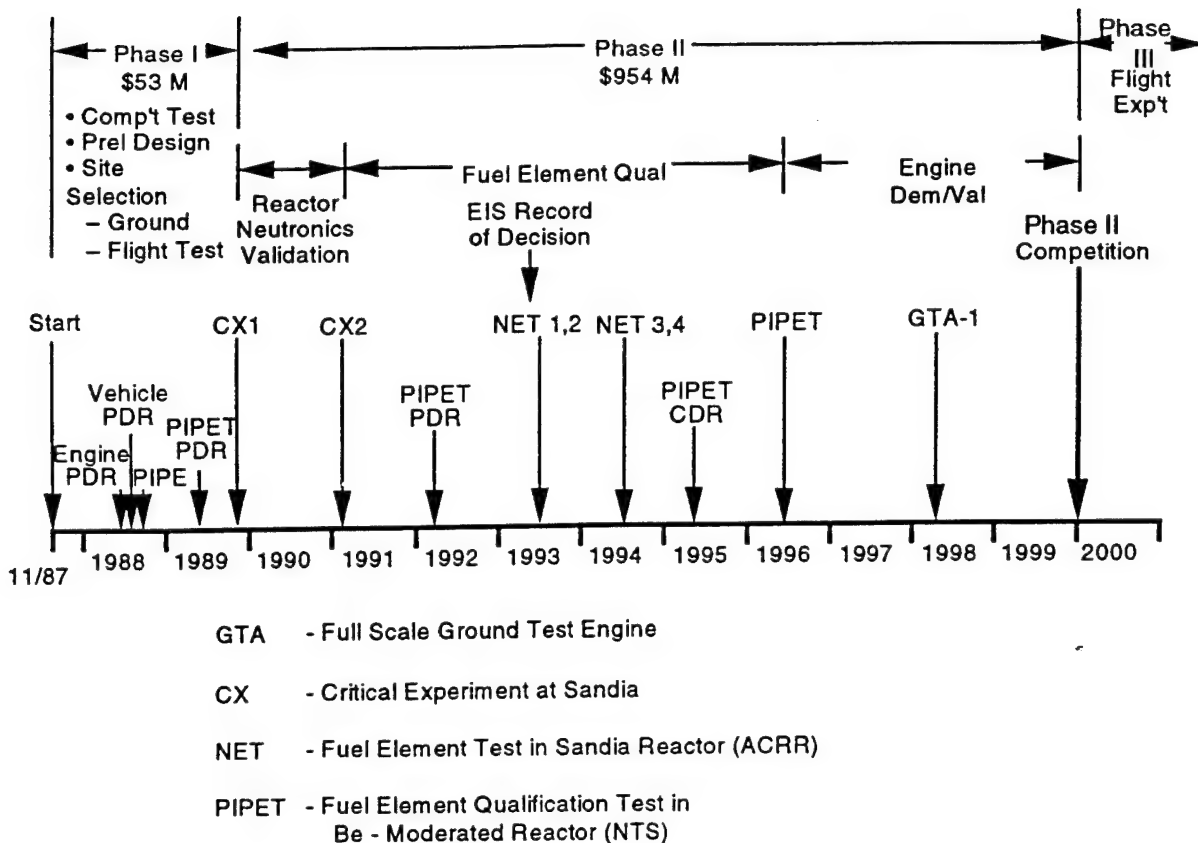 Phase I
$53 M
• Comp't Test
• Prel Design
• Site
Selection
– Ground
– Flight Test
Phase II
$954 M
Phase
III
Flight
Exp't
Reactor
Neutronics
Validation
Fuel Element Qual
EIS Record
of Decision
Engine
Dem/Val
Phase II
Competition
Start
CX1
CX2
NET 1,2
NET 3,4
PIPET
GTA-1
Vehicle
PDR
Engine
PDR
PIPE
PIPET
PDR
PIPET
PDR
PIPET
CDR
11/87
1988
1989
1990
1991
1992
1993
1994
1995
1996
1997
1998
1999
2000
GTA - Full Scale Ground Test Engine
CX - Critical Experiment at Sandia
NET - Fuel Element Test in Sandia Reactor (ACRR)
PIPET - Fuel Element Qualification Test in
Be - Moderated Reactor (NTS)